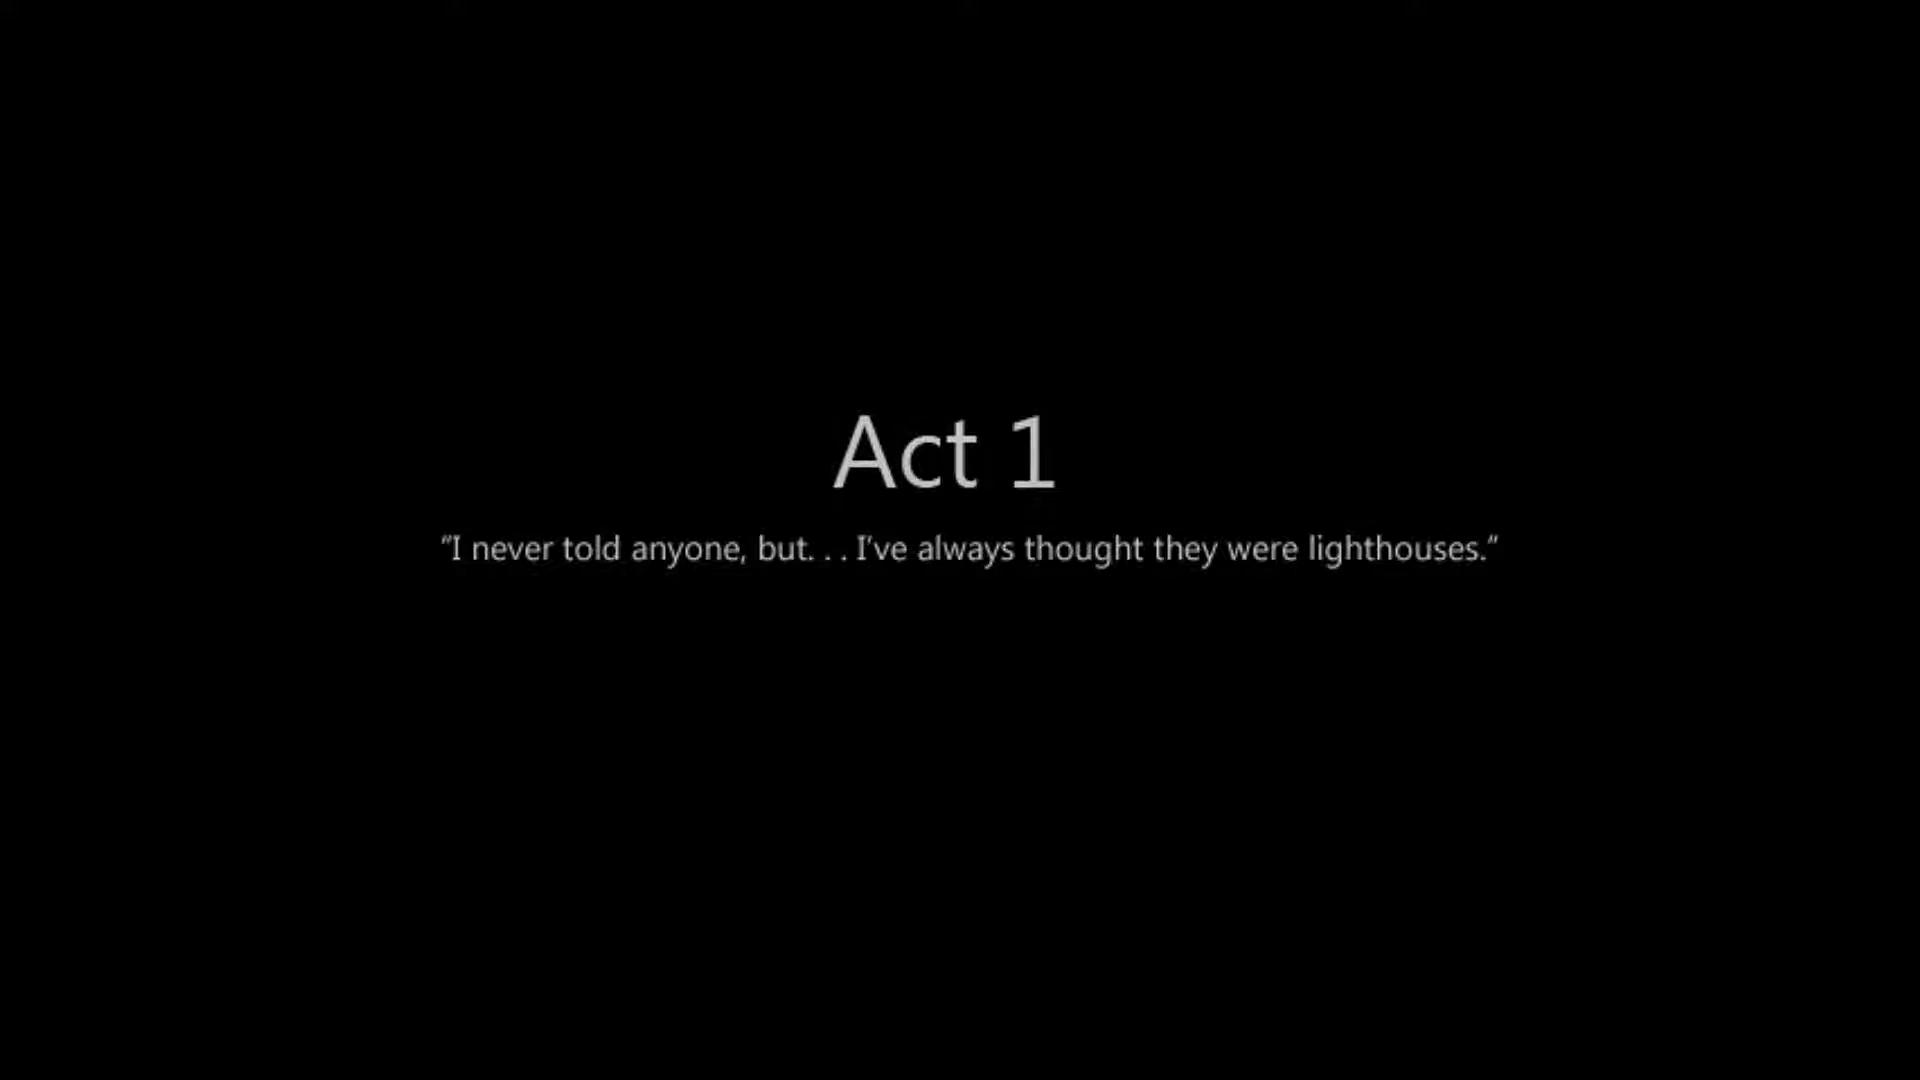 Act 1
“I never told anyone, but. . . I’ve always thought they were lighthouses.”